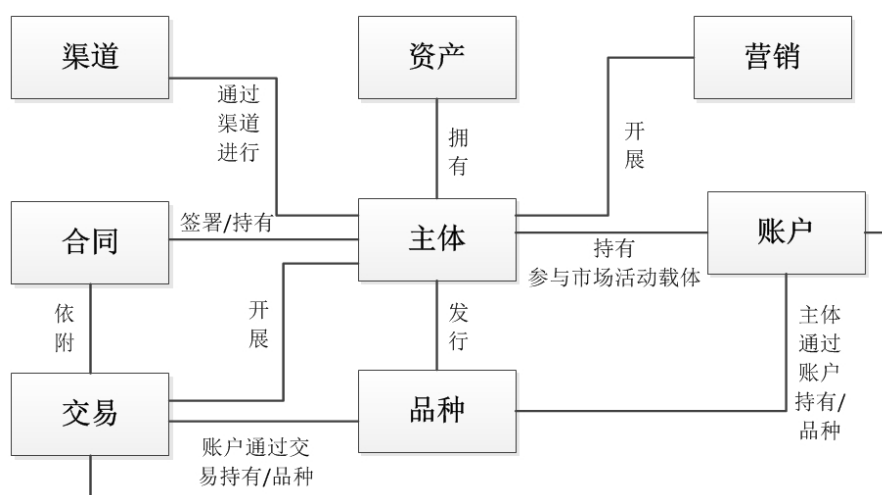 渠道
资产
营销
通过
渠道
进行
拥
有
开
展
合同
签署/持有
主体
账户
持有
参与市场活动载体
依
附
开
展
发
行
主体
通过
账户
持有/
品种
交易
品种
账户通过交
易持有/品种